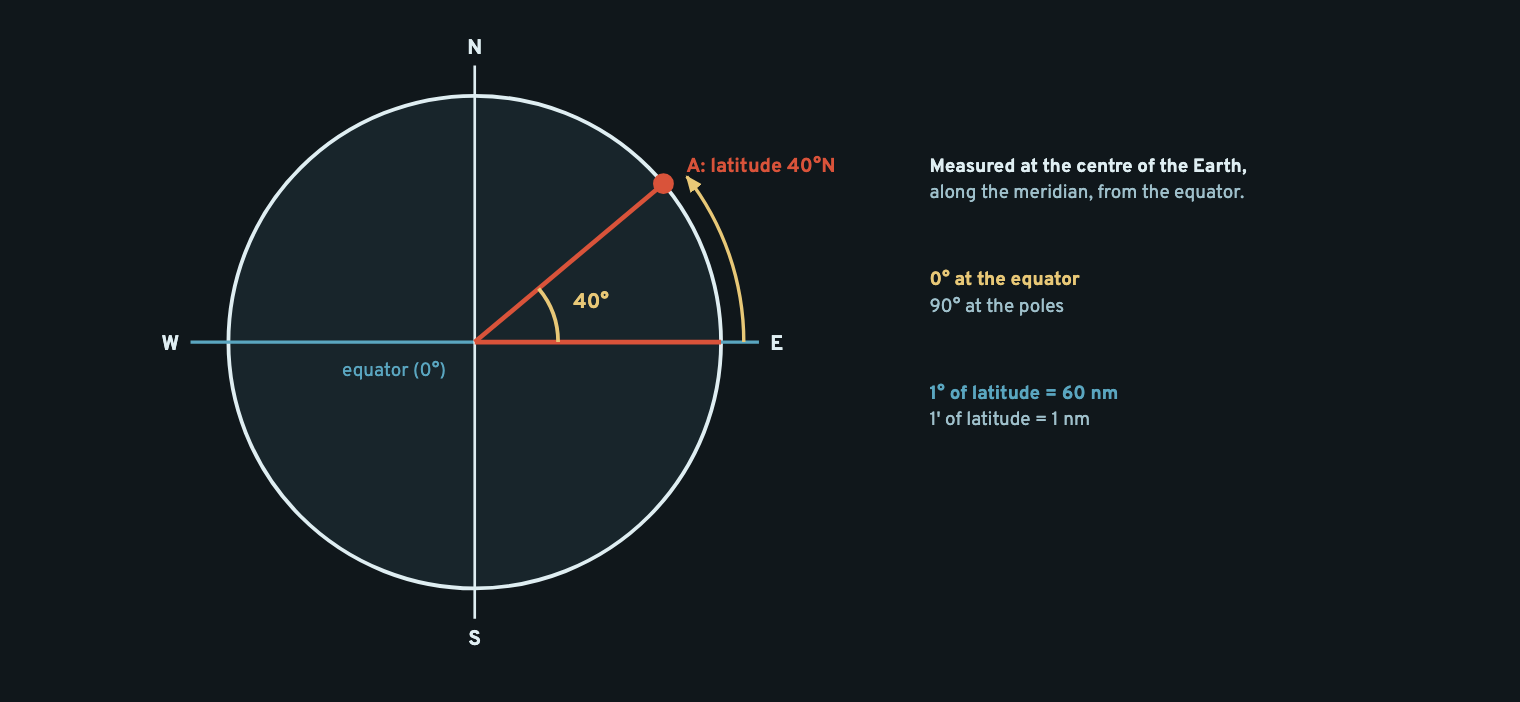 N
A: latitude 40°N
40°
W
E
equator (0°)
S
Measured at the centre of the Earth,
along the meridian, from the equator.
0° at the equator
90° at the poles
1° of latitude = 60 nm
1' of latitude = 1 nm